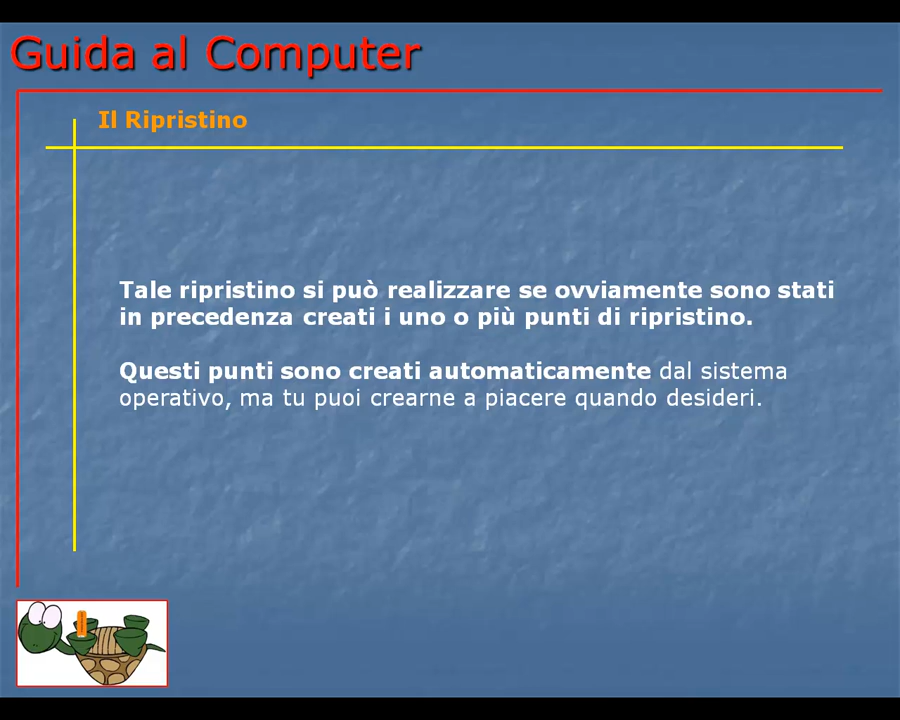 Guida al Computer
Il Ripristino
Tale ripristino si può realizzare se ovviamente sono stati
in precedenza creati i uno o più punti di ripristino.
Questi punti sono creati automaticamente dal sistema
operativo, ma tu puoi crearne a piacere quando desideri.